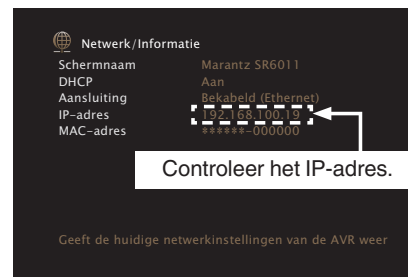 Netwerk/Informatie
Schermnaam Marantz SR6011
DHCP Aan
Aansluiting Bekabeld (Ethernet)
IP-adres 192.168.100.19
MAC-adres ******-000000
Controleer het IP-adres.
Geeft de huidige netwerkinstellingen van de AVR weer